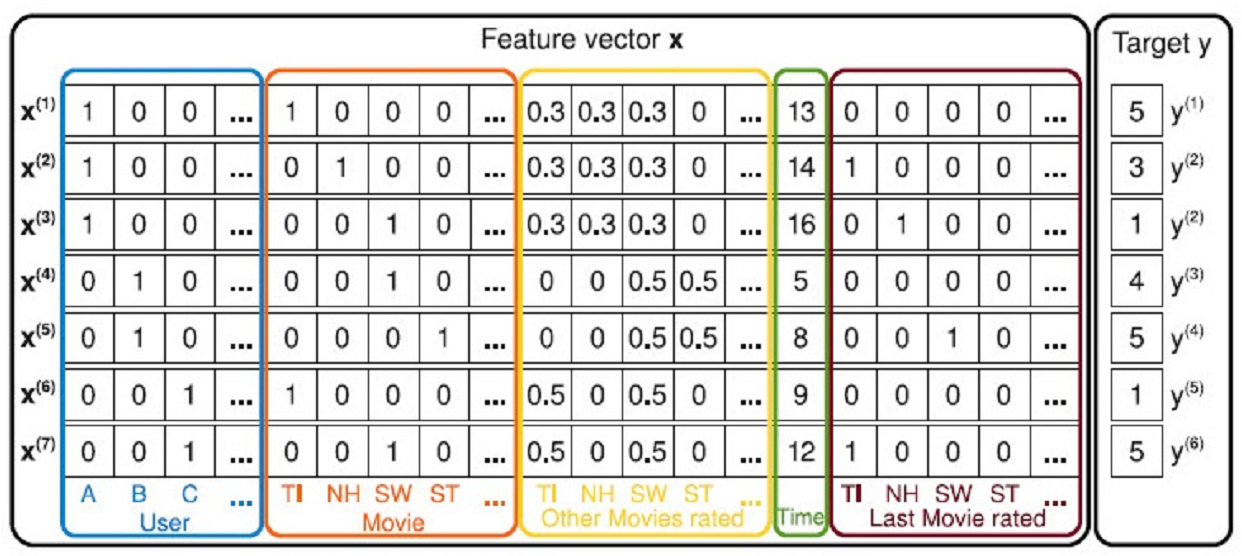 Feature vector x Target y
x(1) 1 0 0 ... 1 0 0 0 ... 0.3 0.3 0.3 0 ... 13 0 0 0 0 ... 5 y(1)
x(2) 1 0 0 ... 0 1 0 0 ... 0.3 0.3 0.3 0 ... 14 1 0 0 0 ... 3 y(2)
x(3) 1 0 0 ... 0 0 1 0 ... 0.3 0.3 0.3 0 ... 16 0 1 0 0 ... 1 y(2)
x(4) 0 1 0 ... 0 0 1 0 ... 0 0 0.5 0.5 ... 5 0 0 0 0 ... 4 y(3)
x(5) 0 1 0 ... 0 0 0 1 ... 0 0 0.5 0.5 ... 8 0 0 1 0 ... 5 y(4)
x(6) 0 0 1 ... 1 0 0 0 ... 0.5 0 0.5 0 ... 9 0 0 0 0 ... 1 y(5)
x(7) 0 0 1 ... 0 0 1 0 ... 0.5 0 0.5 0 ... 12 1 0 0 0 ... 5 y(6)
A B C ... TI NH SW ST ... TI NH SW ST ... TI NH SW ST ...
User Movie Other Movies rated Time Last Movie rated